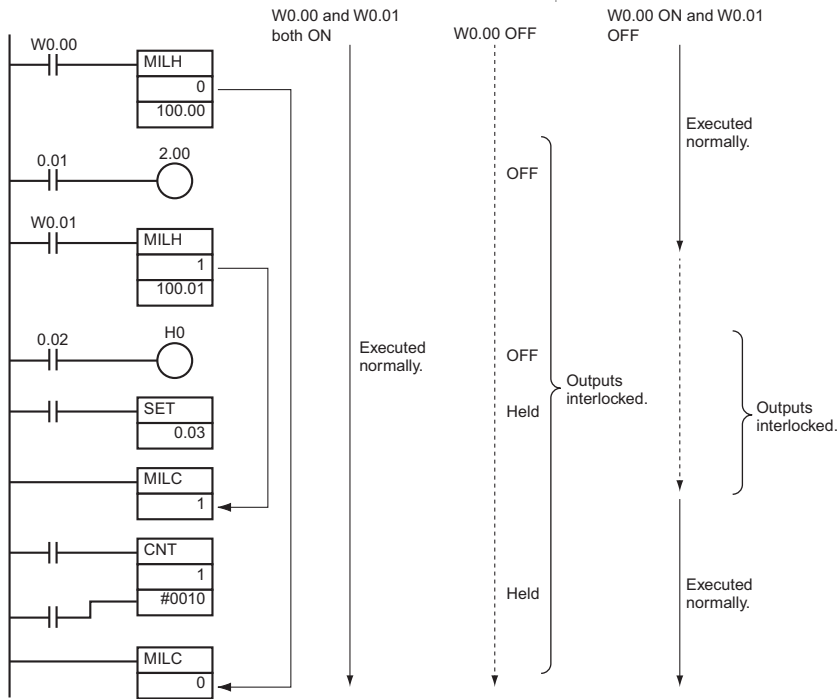 W0.00 and W0.01
both ON
W0.00 OFF
W0.00 ON and W0.01
OFF
W0.00
MILH
0
100.00
Executed
normally.
0.01
2.00
OFF
W0.01
MILH
1
100.01
0.02
H0
Executed
normally.
OFF
Outputs
interlocked.
SET
0.03
Held
Outputs
interlocked.
MILC
1
CNT
1
#0010
Held
Executed
normally.
MILC
0